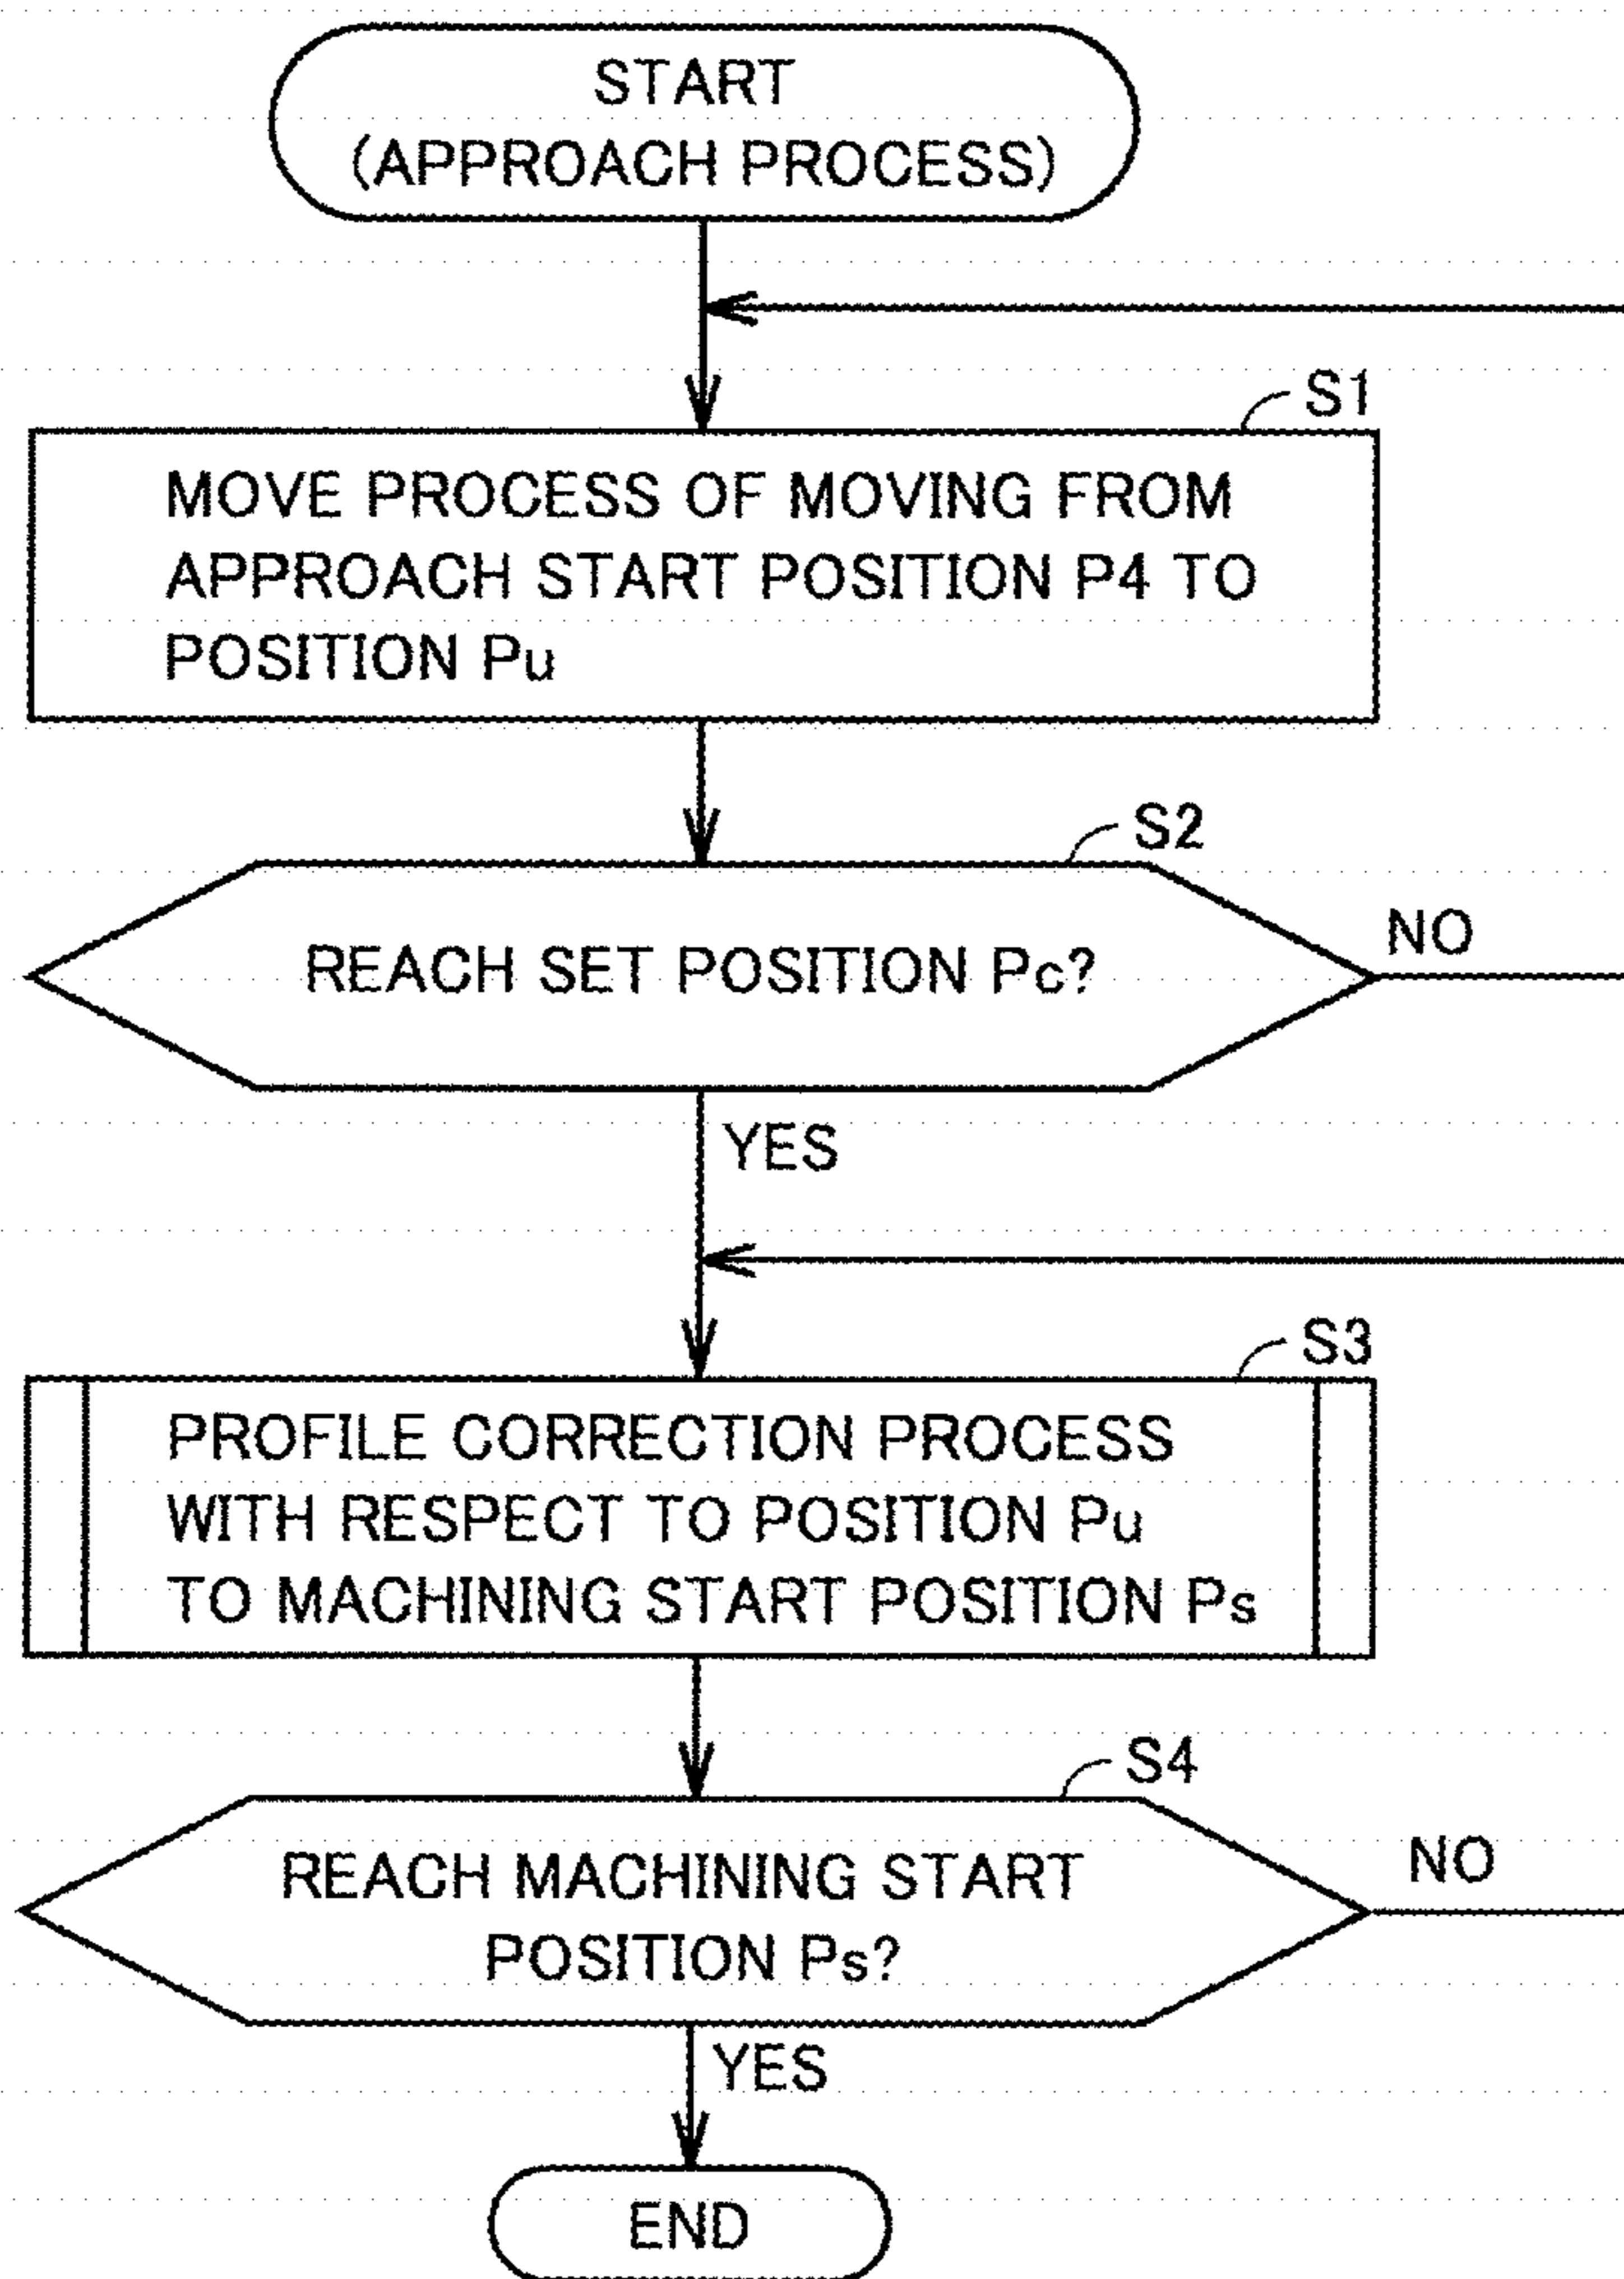 START
(APPROACH PROCESS)
S1
MOVE PROCESS OF MOVING FROM
APPROACH START POSITION P4 TO
POSITION Pu
S2
REACH SET POSITION Pc?
NO
YES
S3
PROFILE CORRECTION PROCESS
WITH RESPECT TO POSITION Pu
TO MACHINING START POSITION Ps
S4
REACH MACHINING START
POSITION Ps?
NO
YES
END